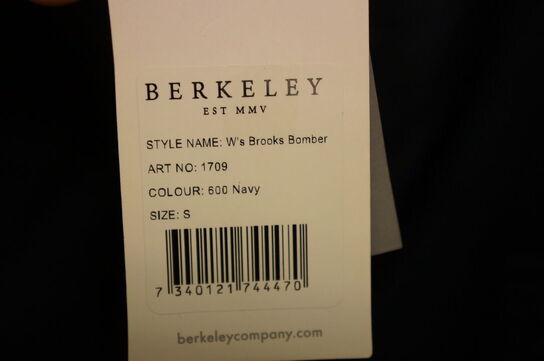 BERKELEY
EST MMV
STYLE NAME: W's Brooks Bomber
ART NO: 1709
COLOUR: 600 Navy
SIZE: S
7 340121 744470
berkeleycompany.com